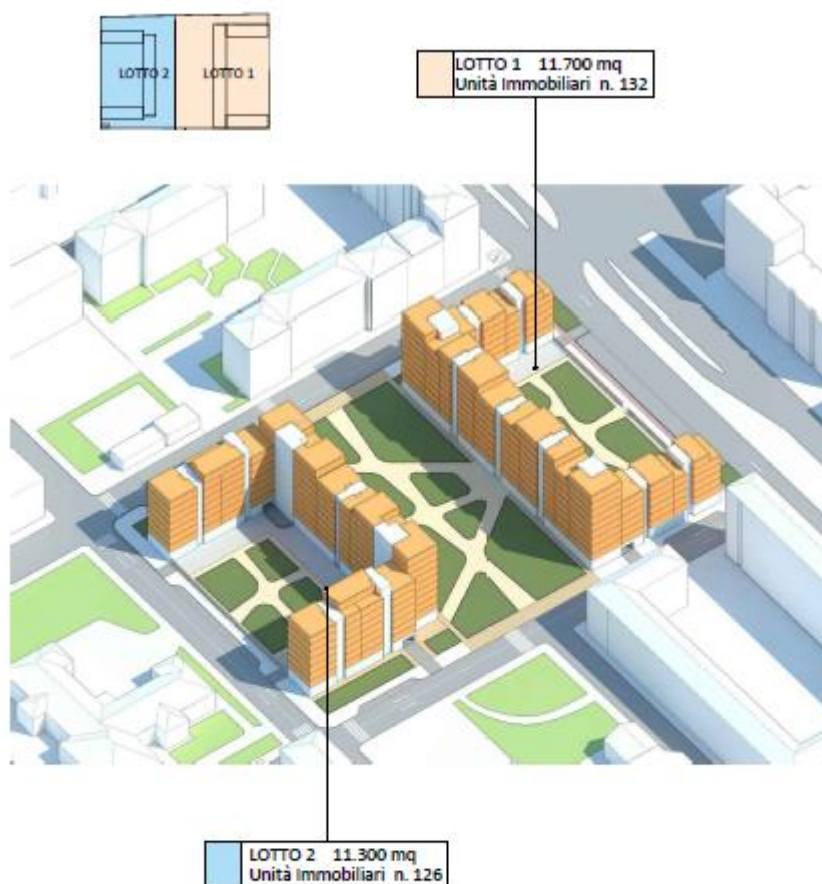 LOTTO 2
LOTTO 1
LOTTO 1 11.700 mq
Unità Immobiliari n. 132
LOTTO 2 11.300 mq
Unità Immobiliari n. 126